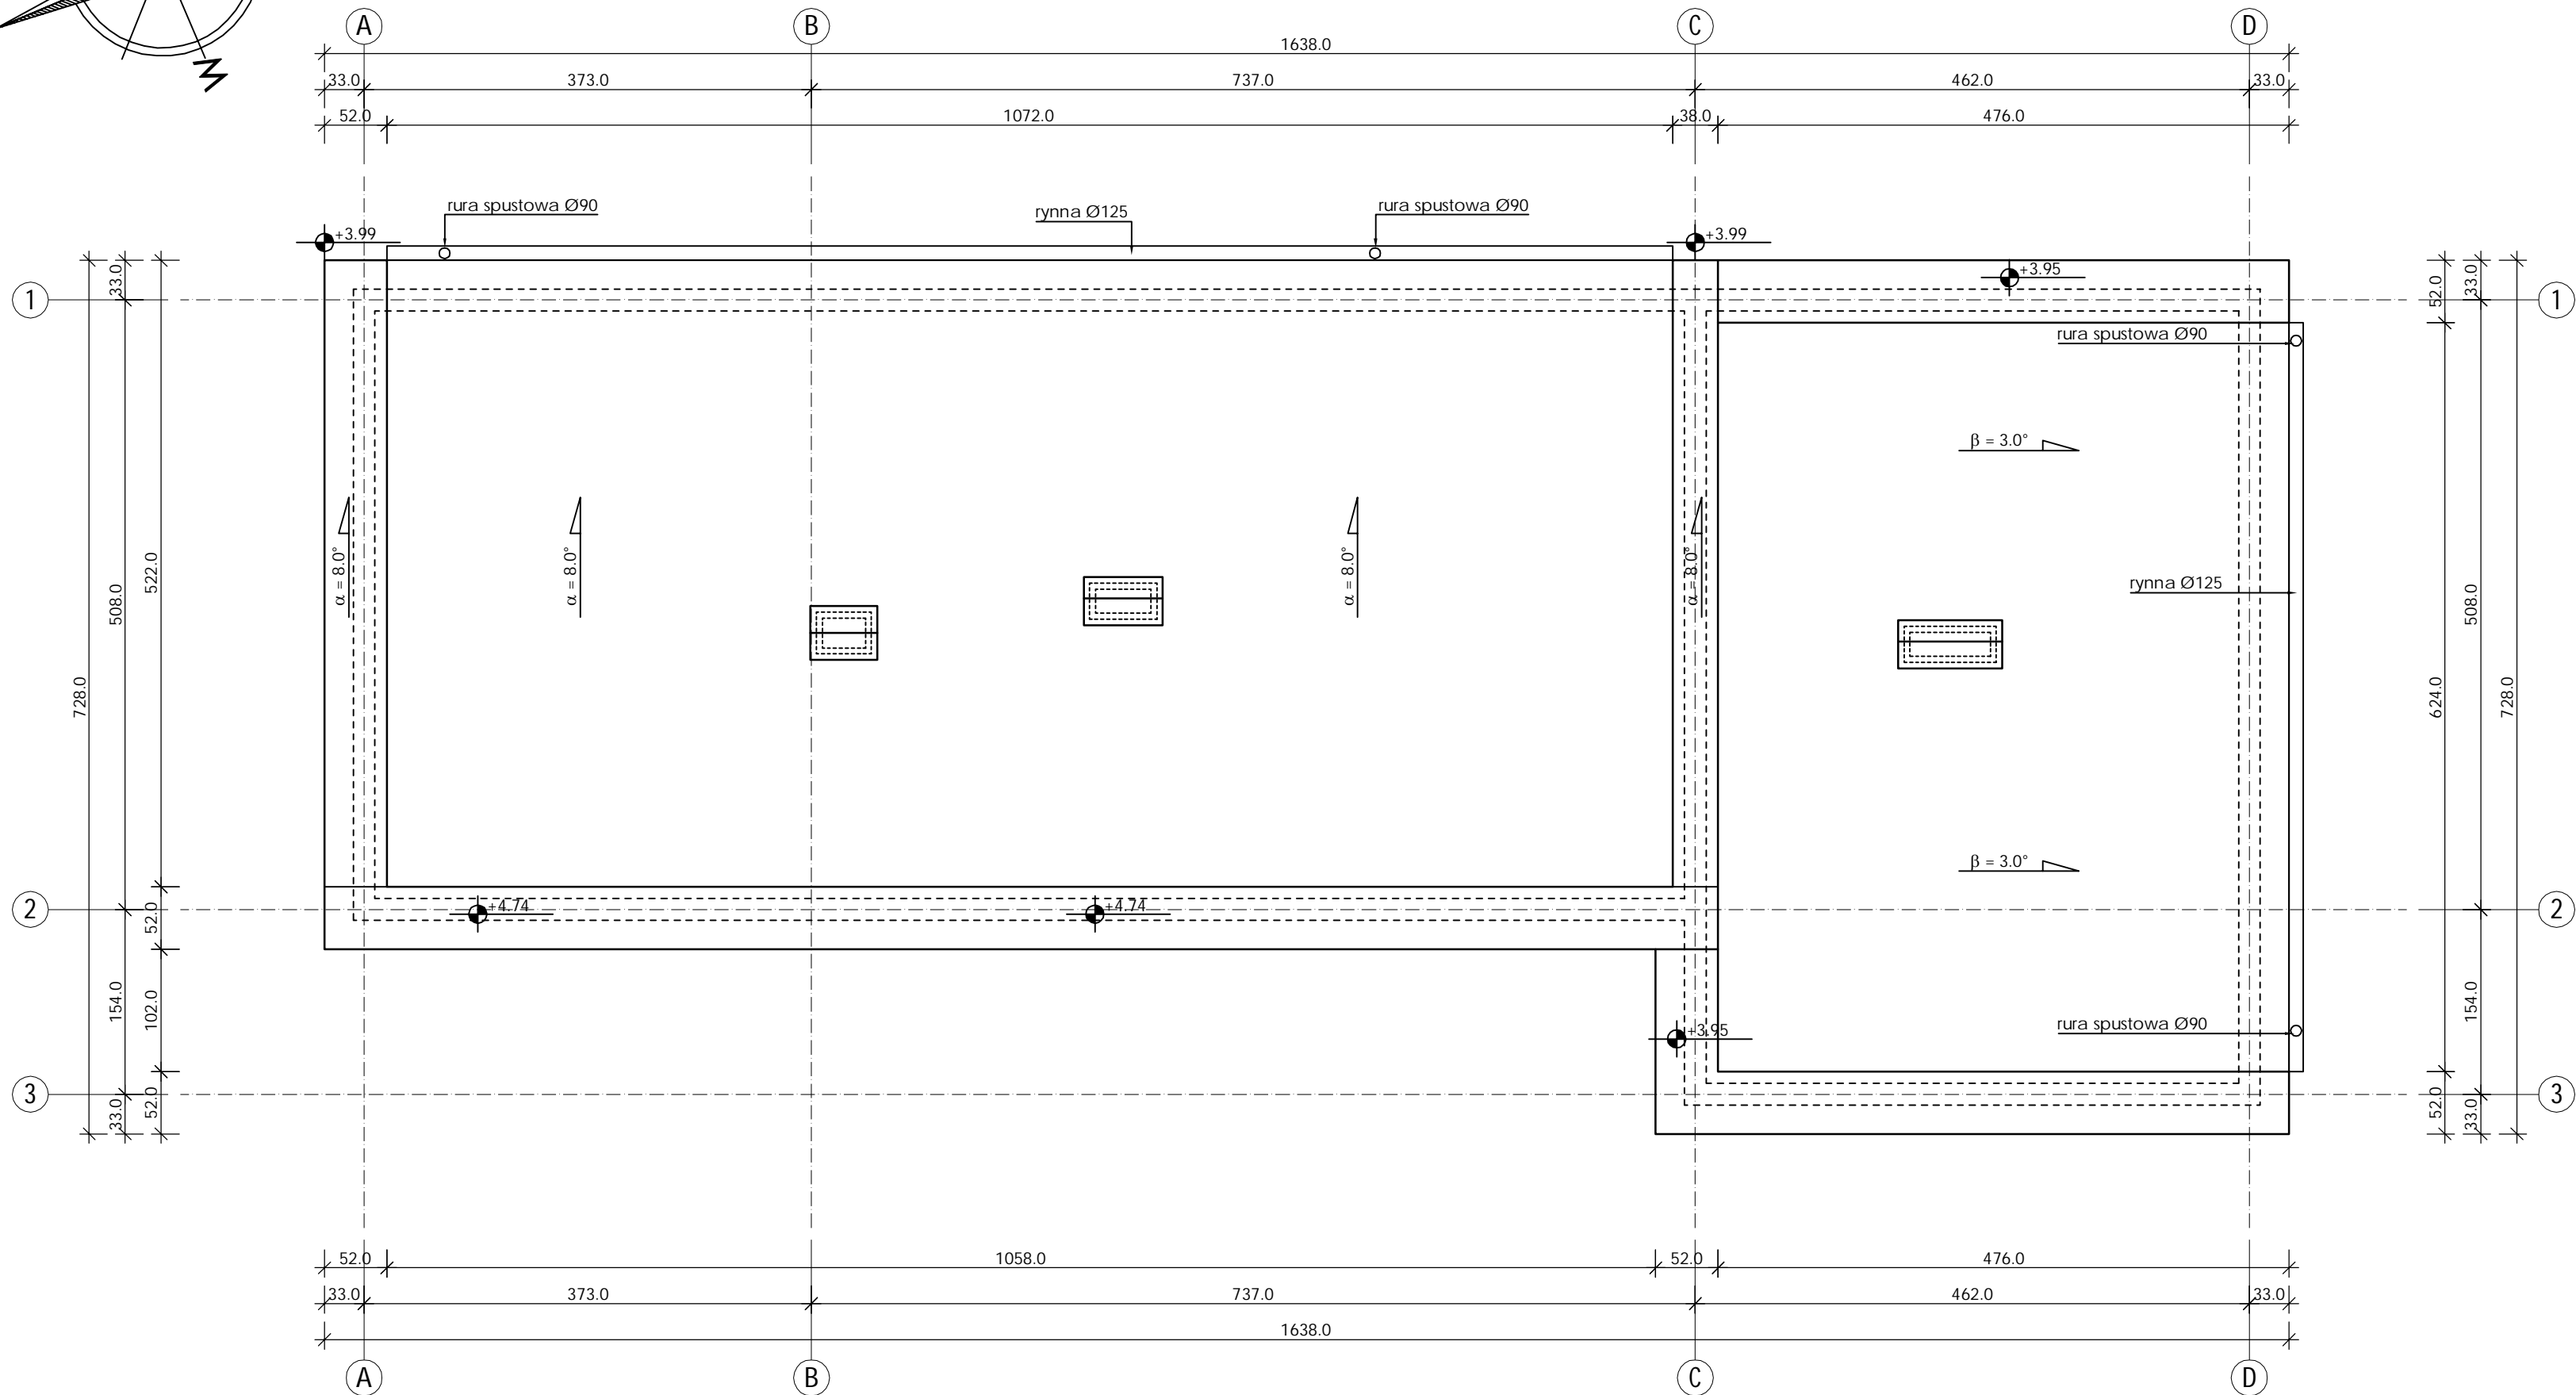 A B C D
1638.0
33.0 373.0 737.0 462.0 33.0
52.0 1072.0 38.0 476.0
M
rura spustowa Ø90
rynna Ø125
rura spustowa Ø90
+3.99
+3.99
+3.95
33.0
52.0
33.0
1
1
rura spustowa Ø90
β = 3.0°
α = 8.0°
α = 8.0°
α = 8.0°
α = 8.0°
522.0
508.0
728.0
rynna Ø125
508.0
624.0
728.0
β = 3.0°
2
+4.74
+4.74
2
52.0
154.0
102.0
154.0
rura spustowa Ø90
+3.95
3
33.0
52.0
52.0
33.0
3
52.0 1058.0 52.0 476.0
33.0 373.0 737.0 462.0 33.0
1638.0
A B C D